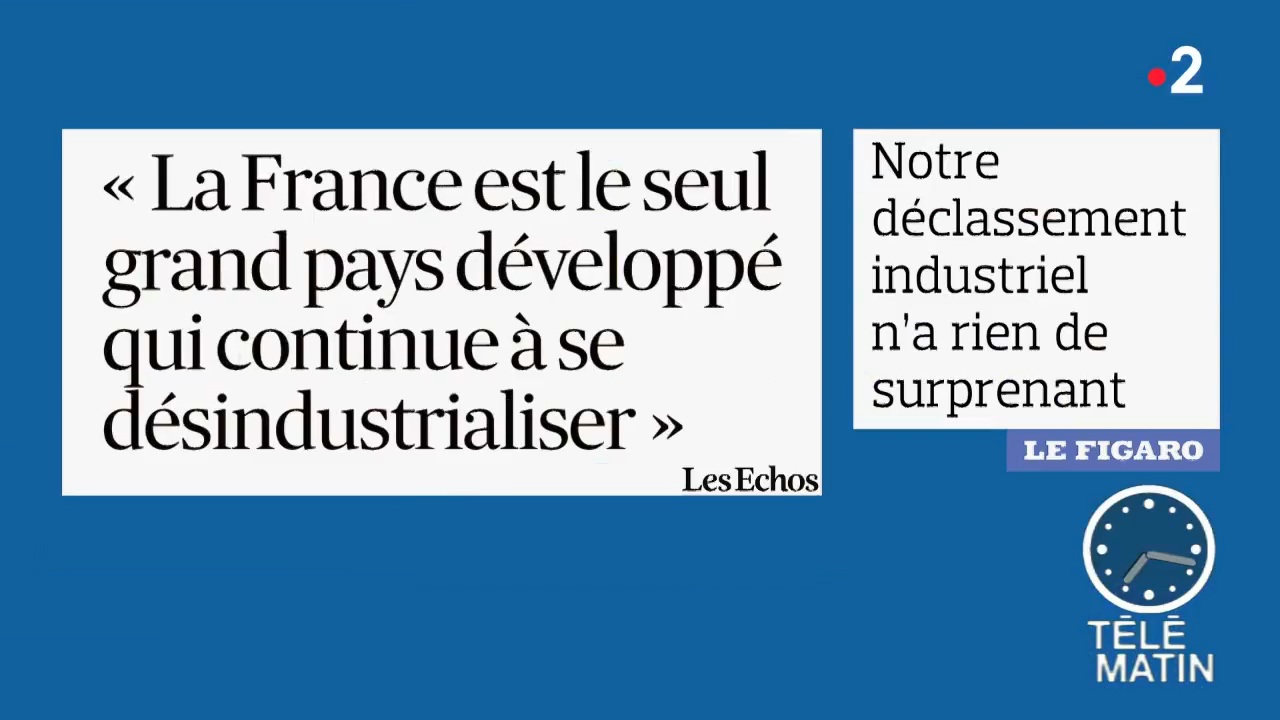 2
« La France est le seul
grand pays développé
qui continue à se
désindustrialiser »
Les Echos
Notre
déclassement
industriel
n'a rien de
surprenant
LE FIGARO
TÉLÉ
MATIN